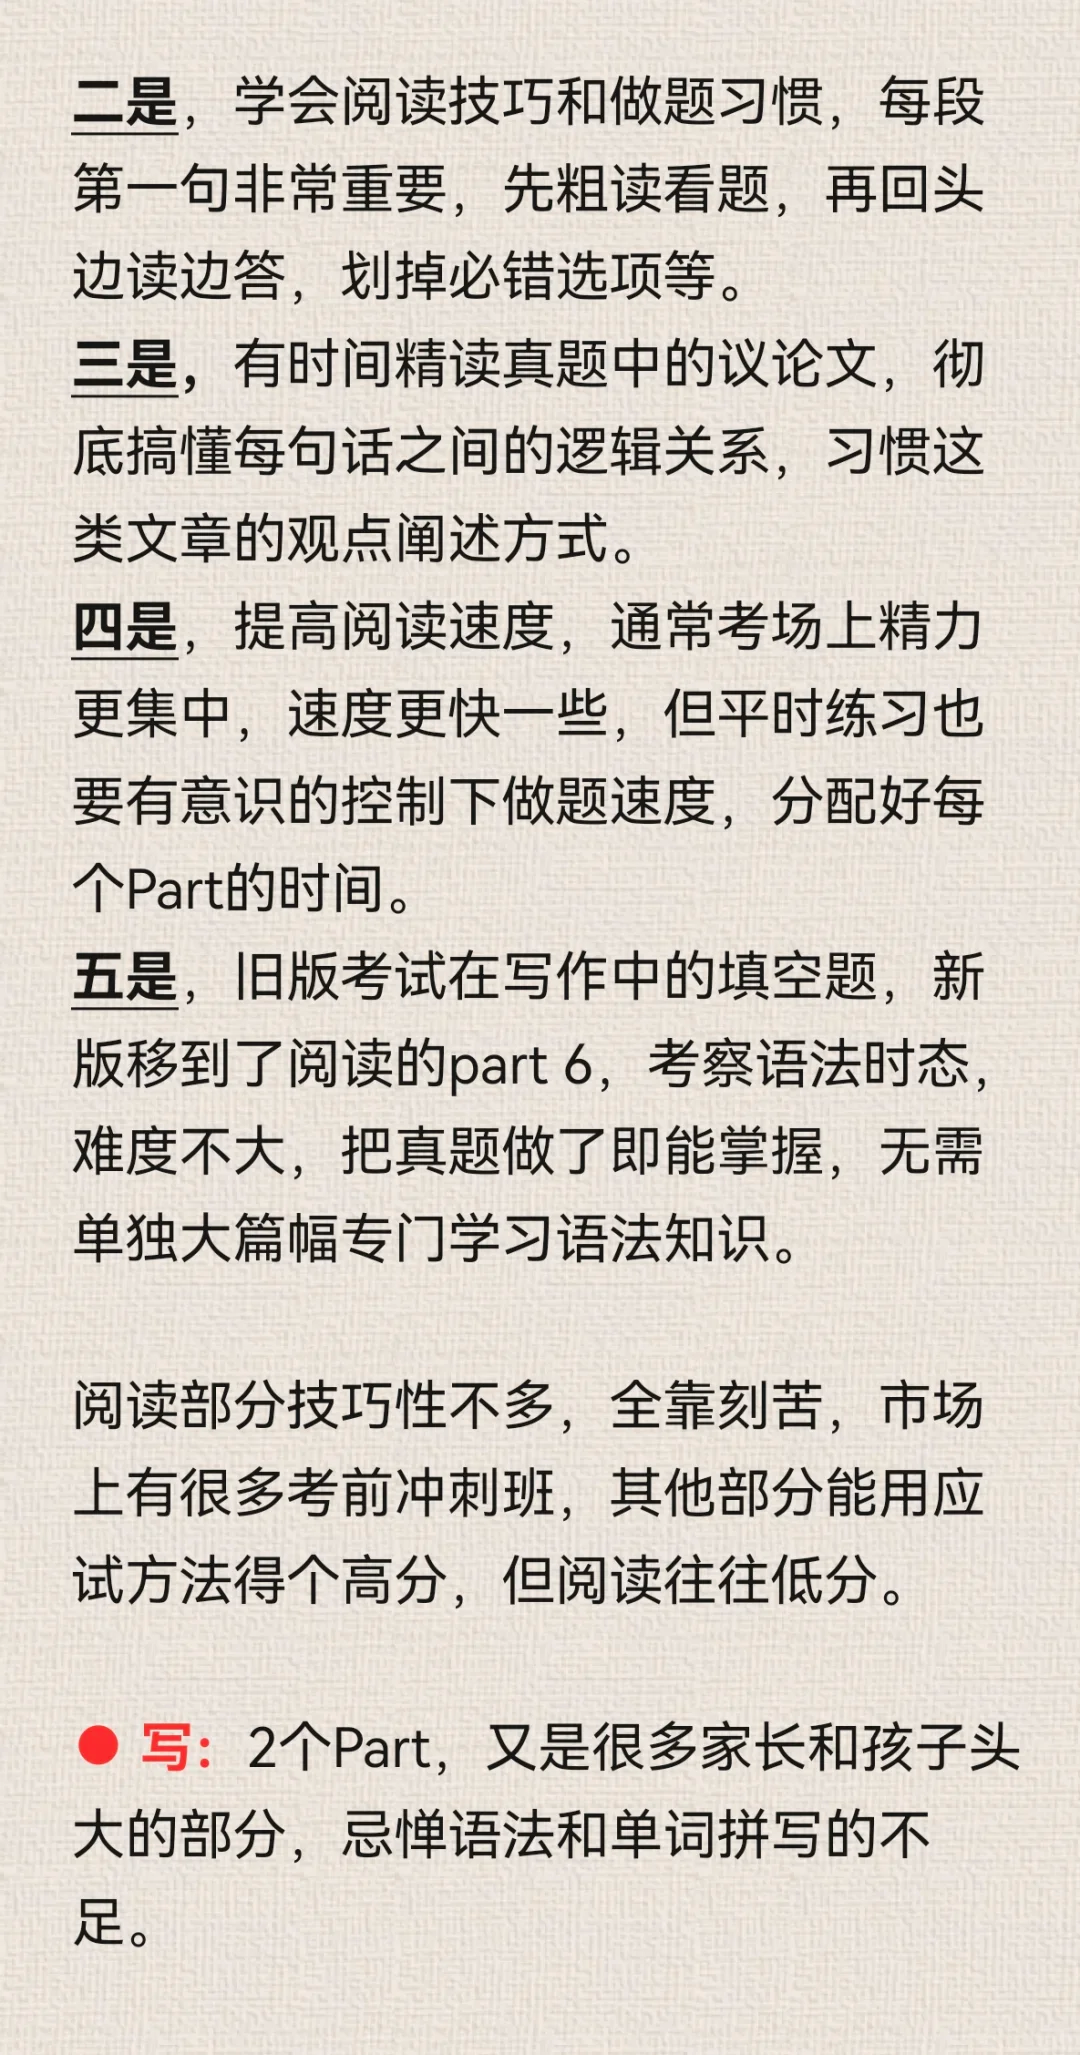 二是，学会阅读技巧和做题习惯，每段
第一句非常重要，先粗读看题，再回头
边读边答，划掉必错选项等。
三是，有时间精读真题中的议论文，彻
底搞懂每句话之间的逻辑关系，习惯这
类文章的观点阐述方式。
四是，提高阅读速度，通常考场上精力
更集中，速度更快一些，但平时练习也
要有意识的控制下做题速度，分配好每
个Part的时间。
五是，旧版考试在写作中的填空题，新
版移到了阅读的part 6，考察语法时态，
难度不大，把真题做了即能掌握，无需
单独大篇幅专门学习语法知识。
阅读部分技巧性不多，全靠刻苦，市场
上有很多考前冲刺班，其他部分能用应
试方法得个高分，但阅读往往低分。
● 写：2个Part，又是很多家长和孩子头
大的部分，忌惮语法和单词拼写的不
足。